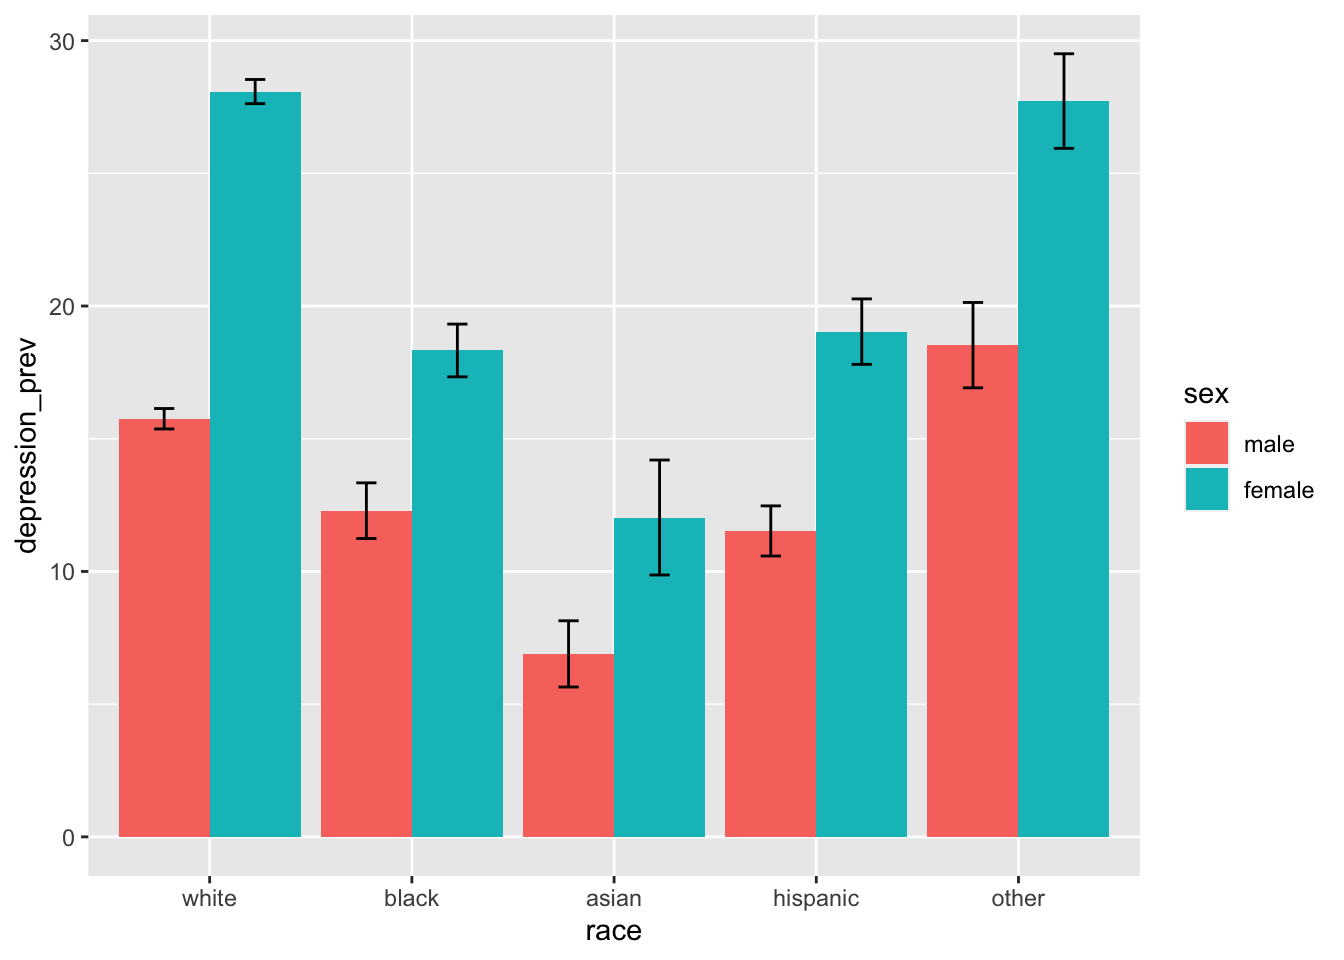 30
20
10
0
depression_prev
white black asian hispanic other
race
sex
male
female